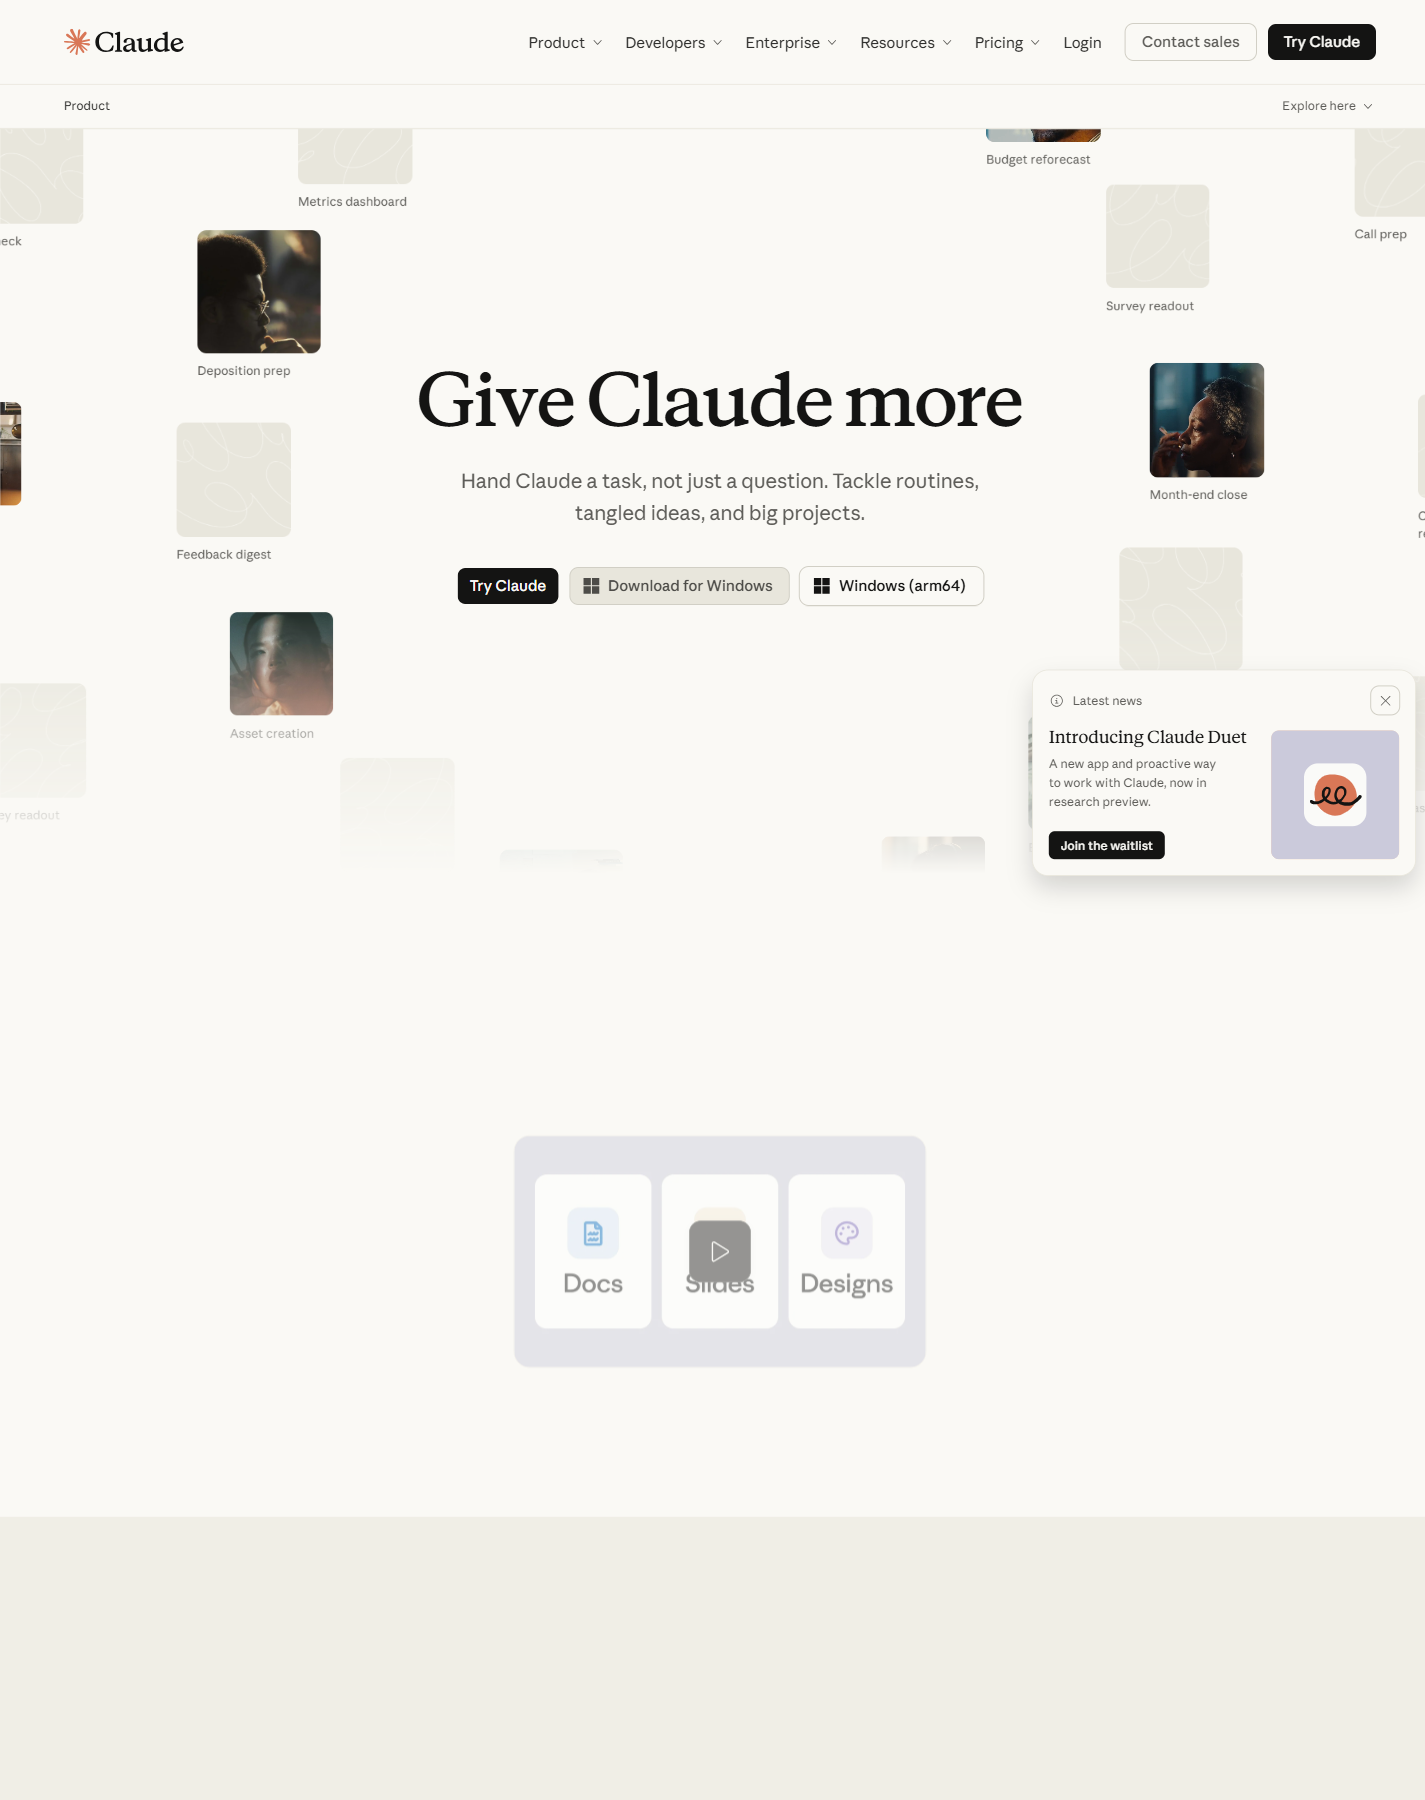 Claude
Product
Developers
Enterprise
Resources
Pricing
Login
Contact sales
Try Claude
Product
Explore here
Budget reforecast
Metrics dashboard
Call prep
Survey readout
Deposition prep
Give Claude more
Hand Claude a task, not just a question. Tackle routines,
tangled ideas, and big projects.
Month-end close
Feedback digest
Try Claude
Download for Windows
Windows (arm64)
Asset creation
readout
Latest news
Introducing Claude Duet
A new app and proactive way
to work with Claude, now in
research preview.
Join the waitlist
Docs
Slides
Designs